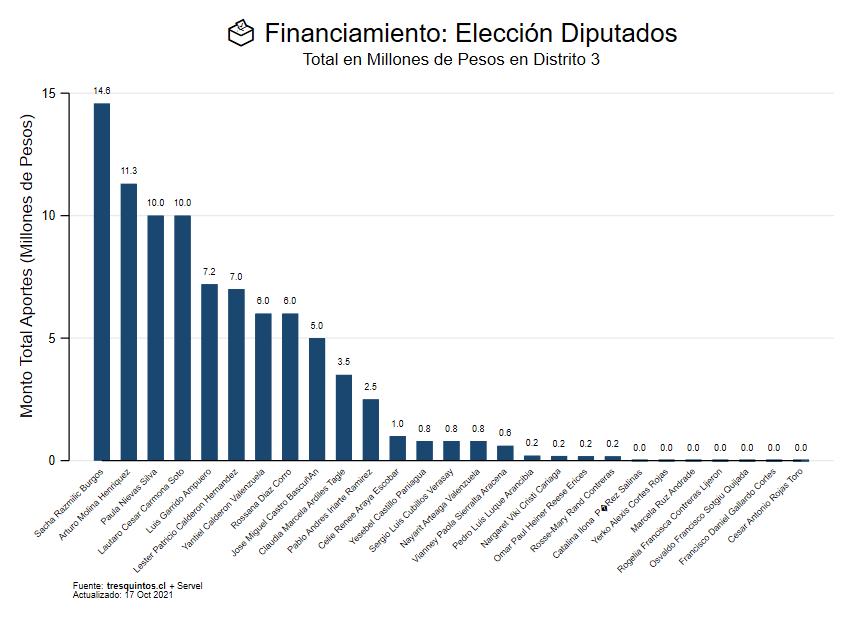 Financiamiento: Elección Diputados
Total en Millones de Pesos en Distrito 3
Monto Total Aportes (Millones de Pesos)
15
10
5
0
14.6
11.3
10.0
10.0
7.2
7.0
6.0
6.0
5.0
3.5
2.5
1.0
0.8
0.8
0.8
0.6
0.2
0.2
0.2
0.2
0.0
0.0
0.0
0.0
0.0
0.0
0.0
Sacha Razmilic Burgos
Arturo Molina Henriquez
Paula Nievas Silva
Lautaro Cesar Carmona Soto
Luis Garrido Ampuero
Lester Patricio Calderon Hernandez
Yantiel Calderon Valenzuela
Rossana Diaz Corro
Jose Miguel Castro BascuñAn
Claudia Marcela Artiles Tagle
Pablo Andres Iriarte Ramirez
Celie Renee Araya Escobar
Yesebel Castillo Paniagua
Sergio Luis Cubillos Verasay
Nayarit Arteaga Valenzuela
Vianney Paola Sierralta Aracena
Pedro Luis Luque Arancibia
Nargaret Viki Cristi Cariaga
Omar Paul Heiner Reese Erices
Rosse-Mary Rand Contreras
Catalina Ilona P�Rez Salinas
Yerko Alexis Cortes Rojas
Marcela Ruz Andrade
Rogelia Francisca Contreras Lijeron
Osvaldo Francisco Sotgiu Quijada
Francisco Daniel Gallardo Cortes
Cesar Antonio Rojas Toro
Fuente: tresquintos.cl + Servel
Actualizado: 17 Oct 2021